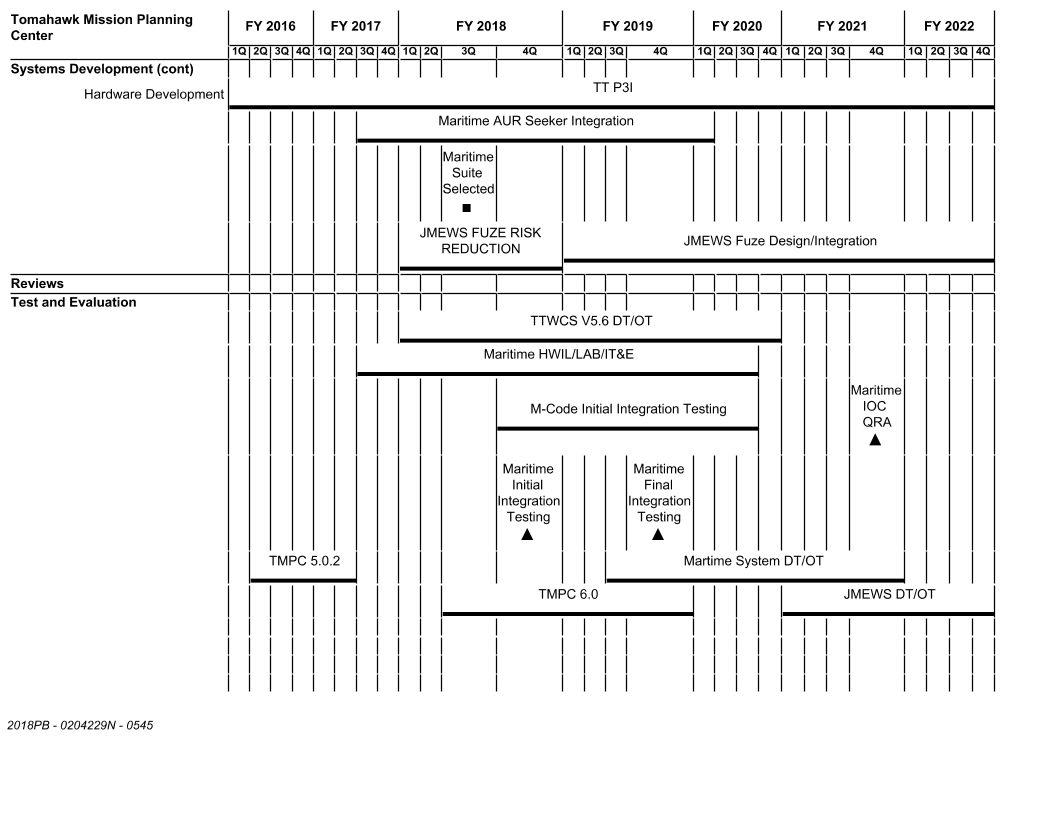 Tomahawk Mission Planning
Center
FY 2016 FY 2017 FY 2018 FY 2019 FY 2020 FY 2021 FY 2022
1Q 2Q 3Q 4Q 1Q 2Q 3Q 4Q 1Q 2Q 3Q 4Q 1Q 2Q 3Q 4Q 1Q 2Q 3Q 4Q 1Q 2Q 3Q 4Q 1Q 2Q 3Q 4Q
Systems Development (cont)
Hardware Development
TT P3I
Maritime AUR Seeker Integration
Maritime
Suite
Selected
JMEWS FUZE RISK
REDUCTION
JMEWS Fuze Design/Integration
Reviews
Test and Evaluation
TTWCS V5.6 DT/OT
Maritime HWIL/LAB/IT&E
M-Code Initial Integration Testing
Maritime
IOC
QRA
Maritime
Initial
Integration
Testing
Maritime
Final
Integration
Testing
TMPC 5.0.2
Martime System DT/OT
TMPC 6.0
JMEWS DT/OT
2018PB - 0204229N - 0545